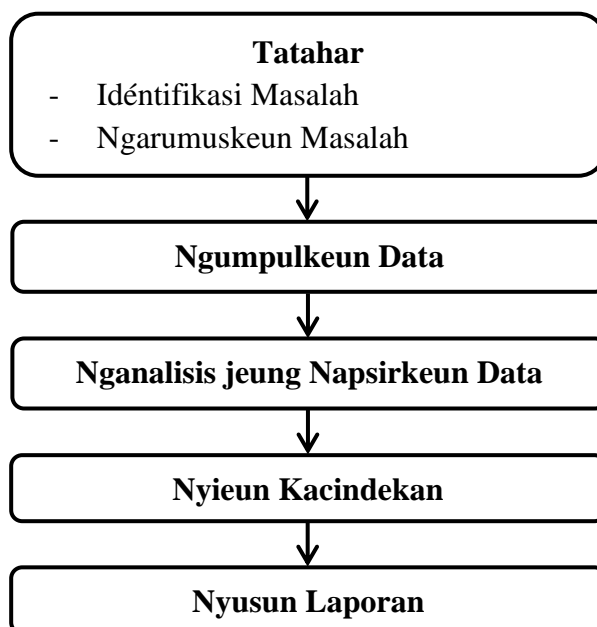 Tatahar
- Idéntifikasi Masalah
- Ngarumuskeun Masalah
Ngumpulkeun Data
Nganalisis jeung Napsirkeun Data
Nyieun Kacindekan
Nyusun Laporan